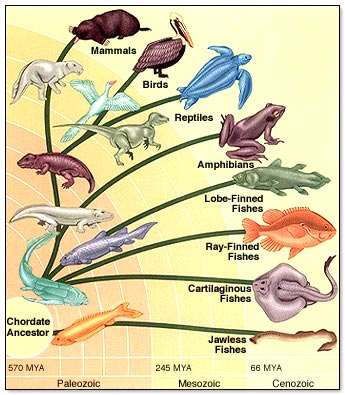 Mammals
Birds
Reptiles
Amphibians
Lobe-Finned
Fishes
Ray-Finned
Fishes
Cartilaginous
Fishes
Chordate
Ancestor
Jawless
Fishes
570 MYA
245 MYA
66 MYA
Paleozoic
Mesozoic
Cenozoic